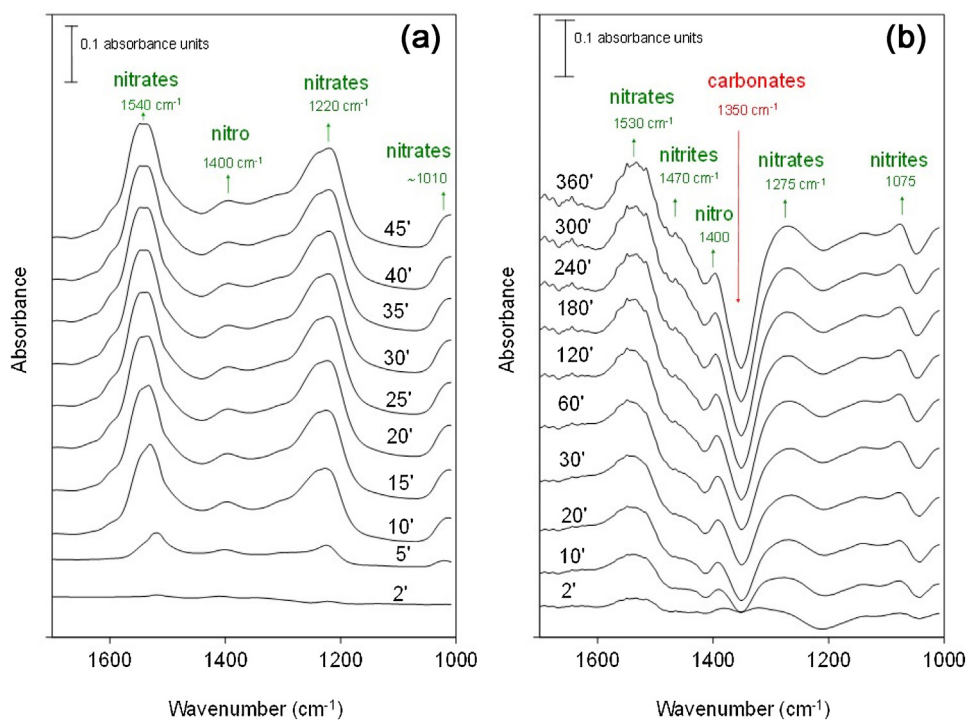 (a)
0.1 absorbance units
nitrates
1540 cm-1
nitro
1400 cm-1
nitrates
1220 cm-1
nitrates
~1010
45'
40'
35'
30'
25'
20'
15'
10'
5'
2'
Absorbance
1600
1400
1200
1000
Wavenumber (cm-1)
(b)
0.1 absorbance units
carbonates
1350 cm-1
nitrates
1530 cm-1
nitrites
1470 cm-1
nitro
1400
nitrates
1275 cm-1
nitrites
1075
360'
300'
240'
180'
120'
60'
30'
20'
10'
2'
Absorbance
1600
1400
1200
1000
Wavenumber (cm-1)